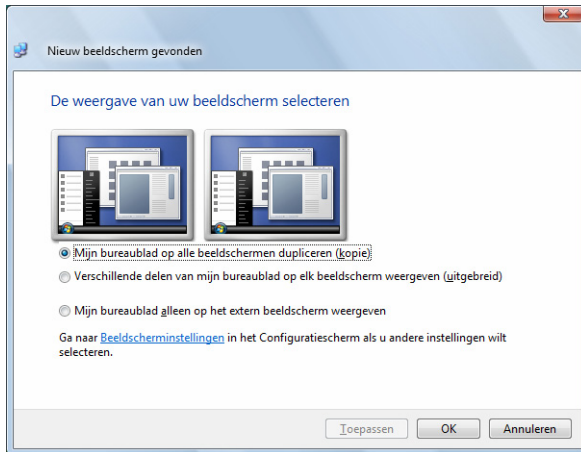 Nieuw beeldscherm gevonden
De weergave van uw beeldscherm selecteren
Mijn bureaublad op alle beeldschermen dupliceren (kopie)
Verschillende delen van mijn bureaublad op elk beeldscherm weergeven (uitgebreid)
Mijn bureaublad alleen op het extern beeldscherm weergeven
Ga naar Beeldscherminstellingen in het Configuratiescherm als u andere instellingen wilt
selecteren.
Toepassen OK Annuleren